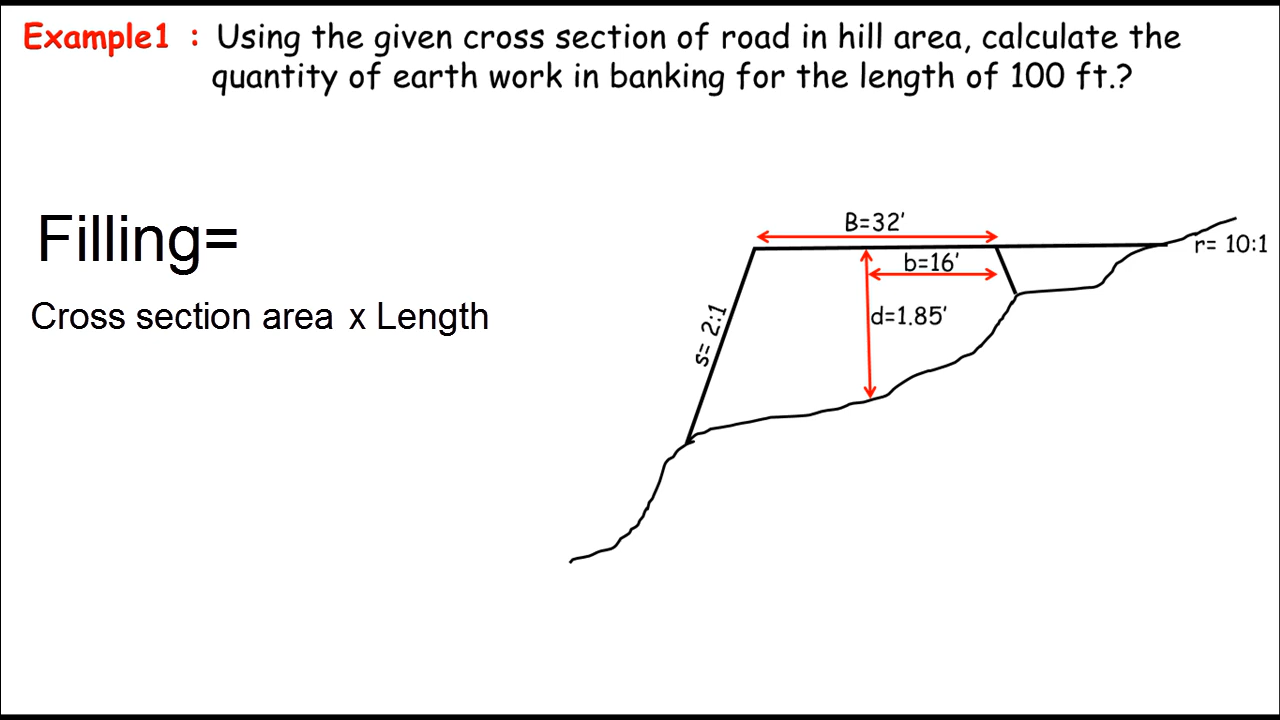 Example1 : Using the given cross section of road in hill area, calculate the
quantity of earth work in banking for the length of 100 ft.?
Filling=
Cross section area x Length
B=32'
b=16'
r= 10:1
d=1.85'
s= 2:1